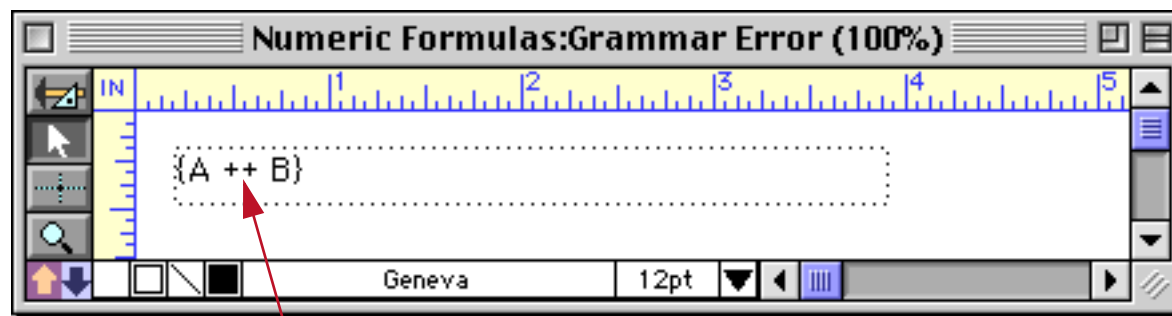 Numeric Formulas:Grammar Error (100%)
IN 1 2 3 4 5
{A ++ B}
Geneva 12pt